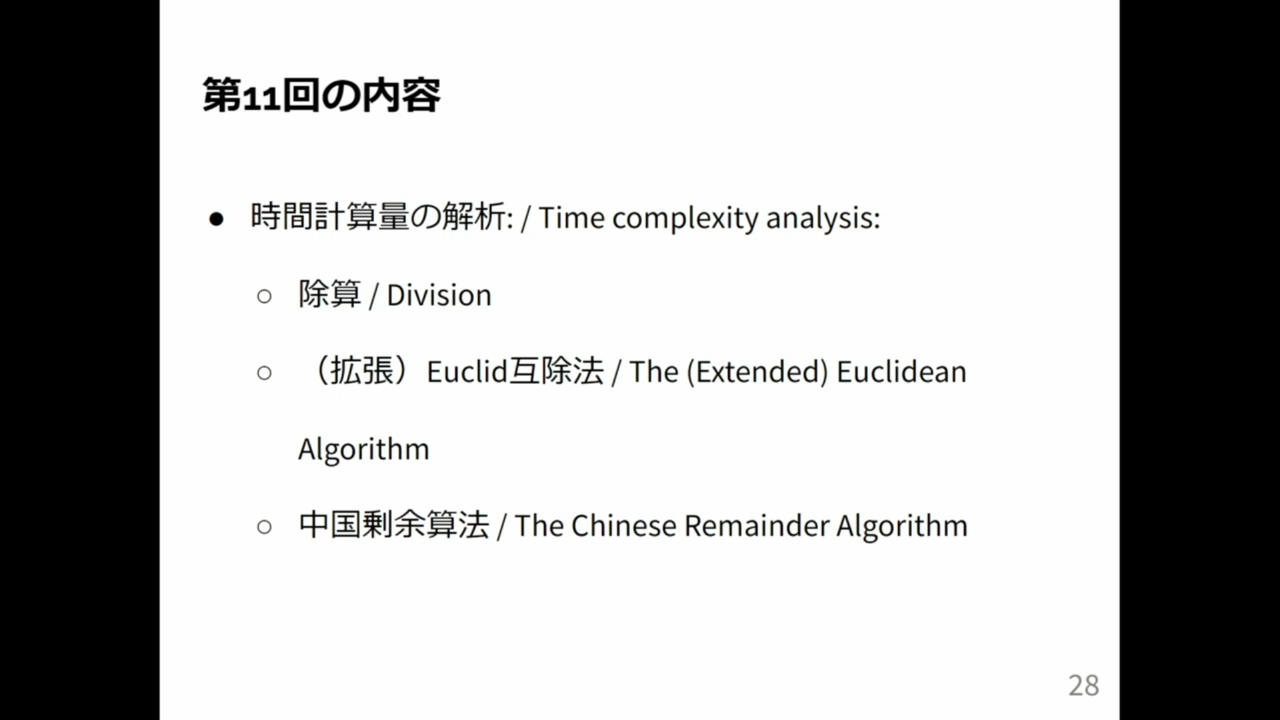 第11回の内容
● 時間計算量の解析: / Time complexity analysis:
○ 除算 / Division
○ （拡張）Euclid互除法 / The (Extended) Euclidean
Algorithm
○ 中国剰余算法 / The Chinese Remainder Algorithm
28